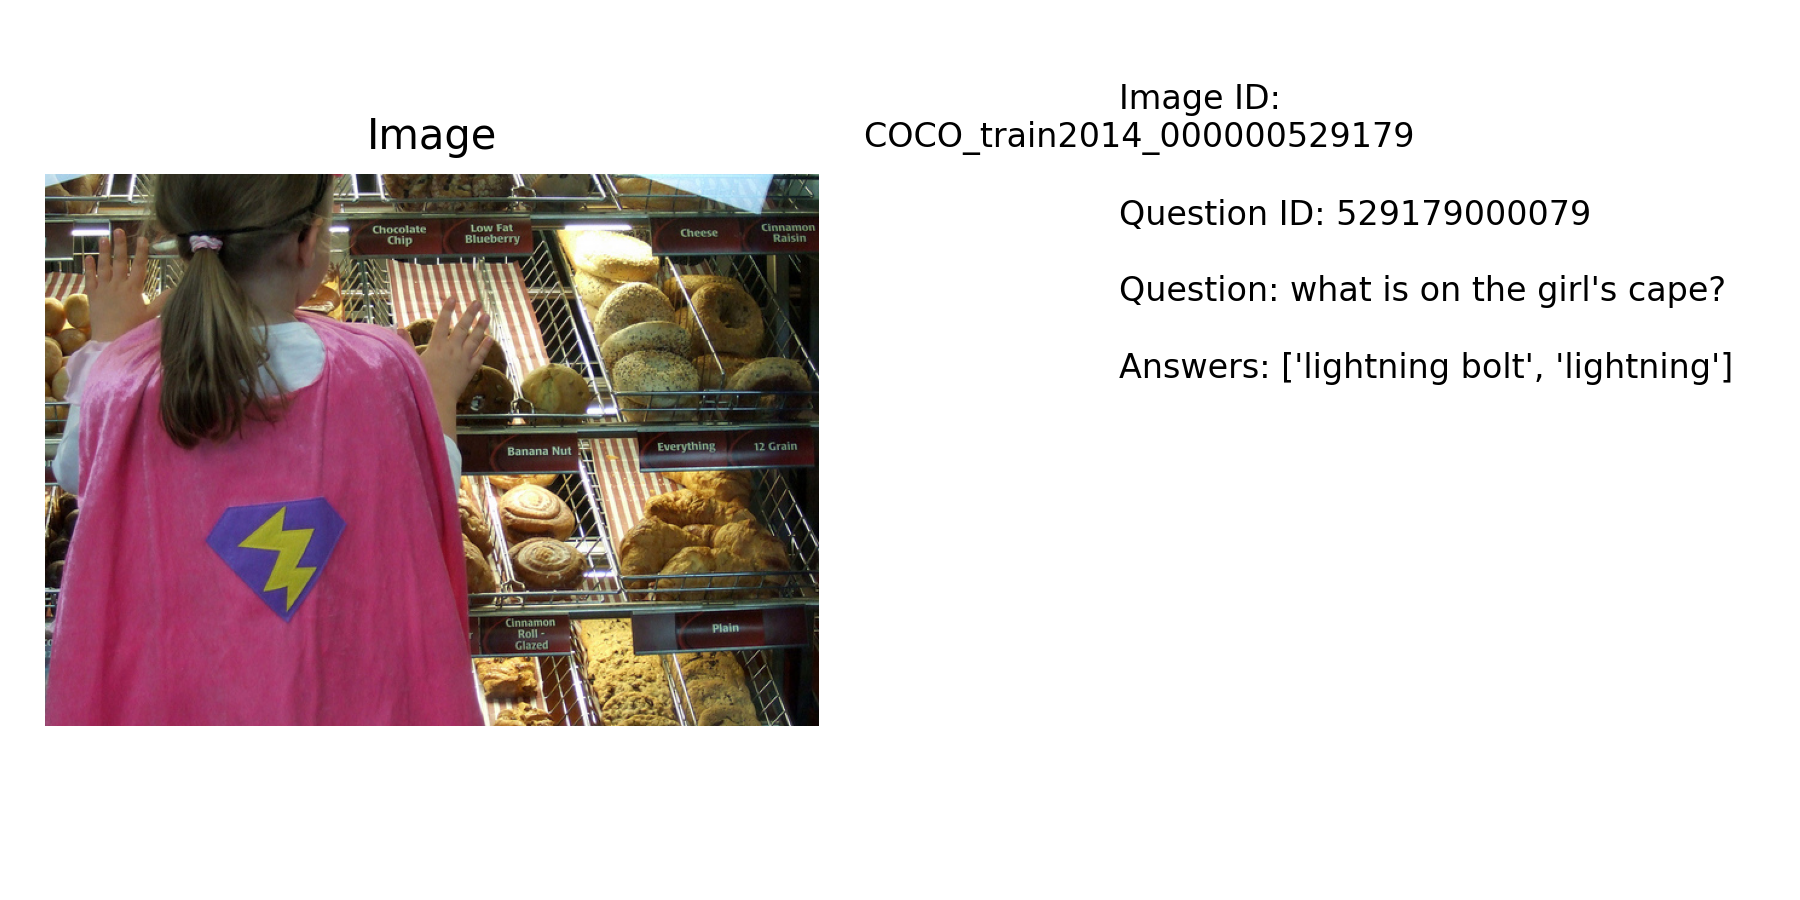 Image
Image ID:
COCO_train2014_000000529179
Question ID: 529179000079
Question: what is on the girl's cape?
Answers: ['lightning bolt', 'lightning']
Chocolate
Chip
Low Fat
Blueberry
Cheese
Cinnamon
Raisin
Banana Nut
Everything
12 Grain
Cinnamon
Roll -
Glazed
Plain